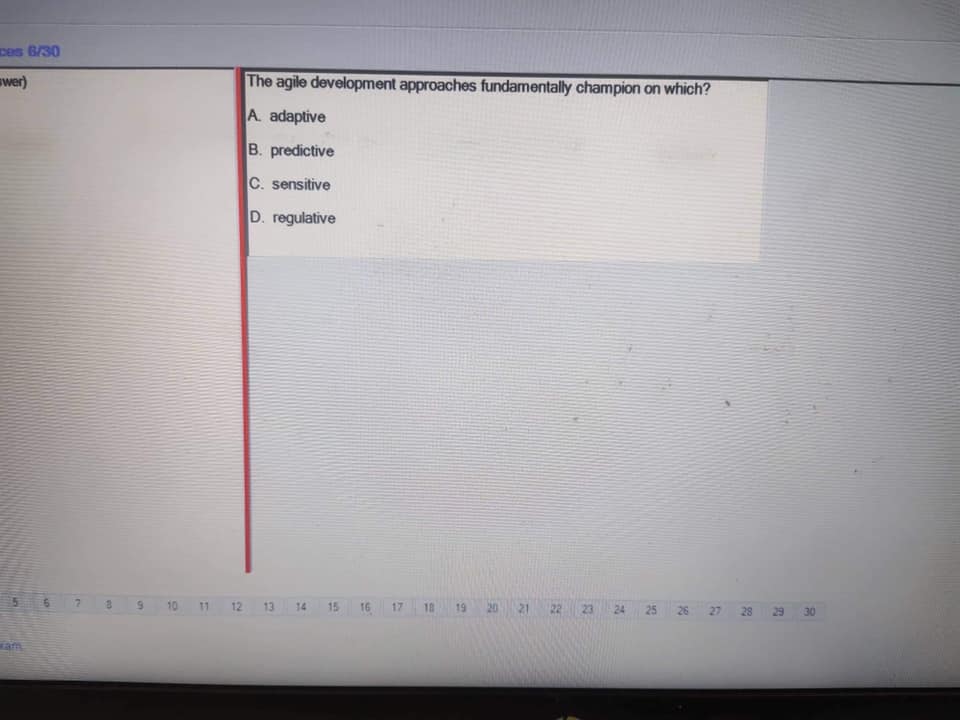 ces 6/30
swer)
The agile development approaches fundamentally champion on which?
A. adaptive
B. predictive
C. sensitive
D. regulative
5 6 7 8 9 10 11 12 13 14 15 16 17 18 19 20 21 22 23 24 25 26 27 28 29 30
xam